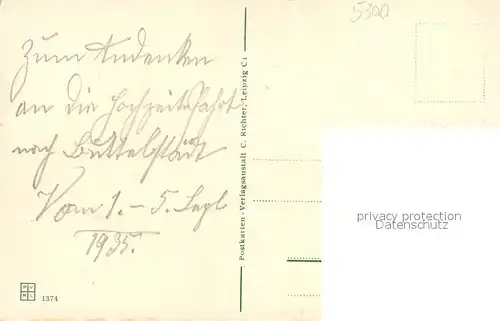 Zum Andenken
an die Hochzeitsfahrt
nach Buttelstädt
Vom 1. - 5. Sept.
1935.
5300
Postkarten-Verlagsanstalt C. Richter, Leipzig C1
privacy protection
Datenschutz
P V
R L
1374